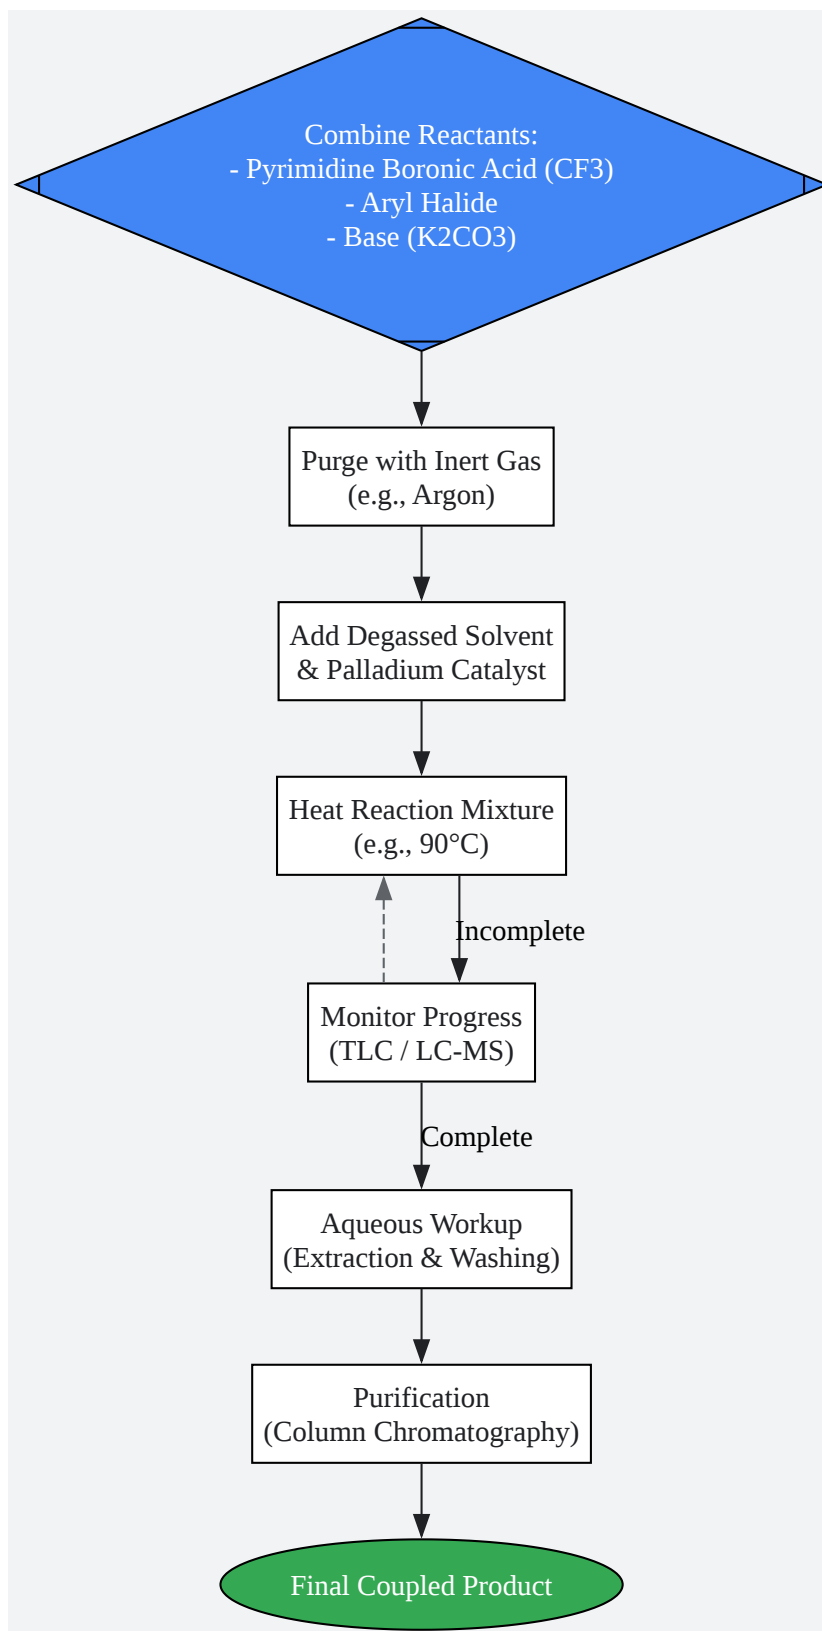 Combine Reactants:
- Pyrimidine Boronic Acid (CF3)
- Aryl Halide
- Base (K2CO3)
Purge with Inert Gas
(e.g., Argon)
Add Degassed Solvent
& Palladium Catalyst
Heat Reaction Mixture
(e.g., 90°C)
Incomplete
Monitor Progress
(TLC / LC-MS)
Complete
Aqueous Workup
(Extraction & Washing)
Purification
(Column Chromatography)
Final Coupled Product